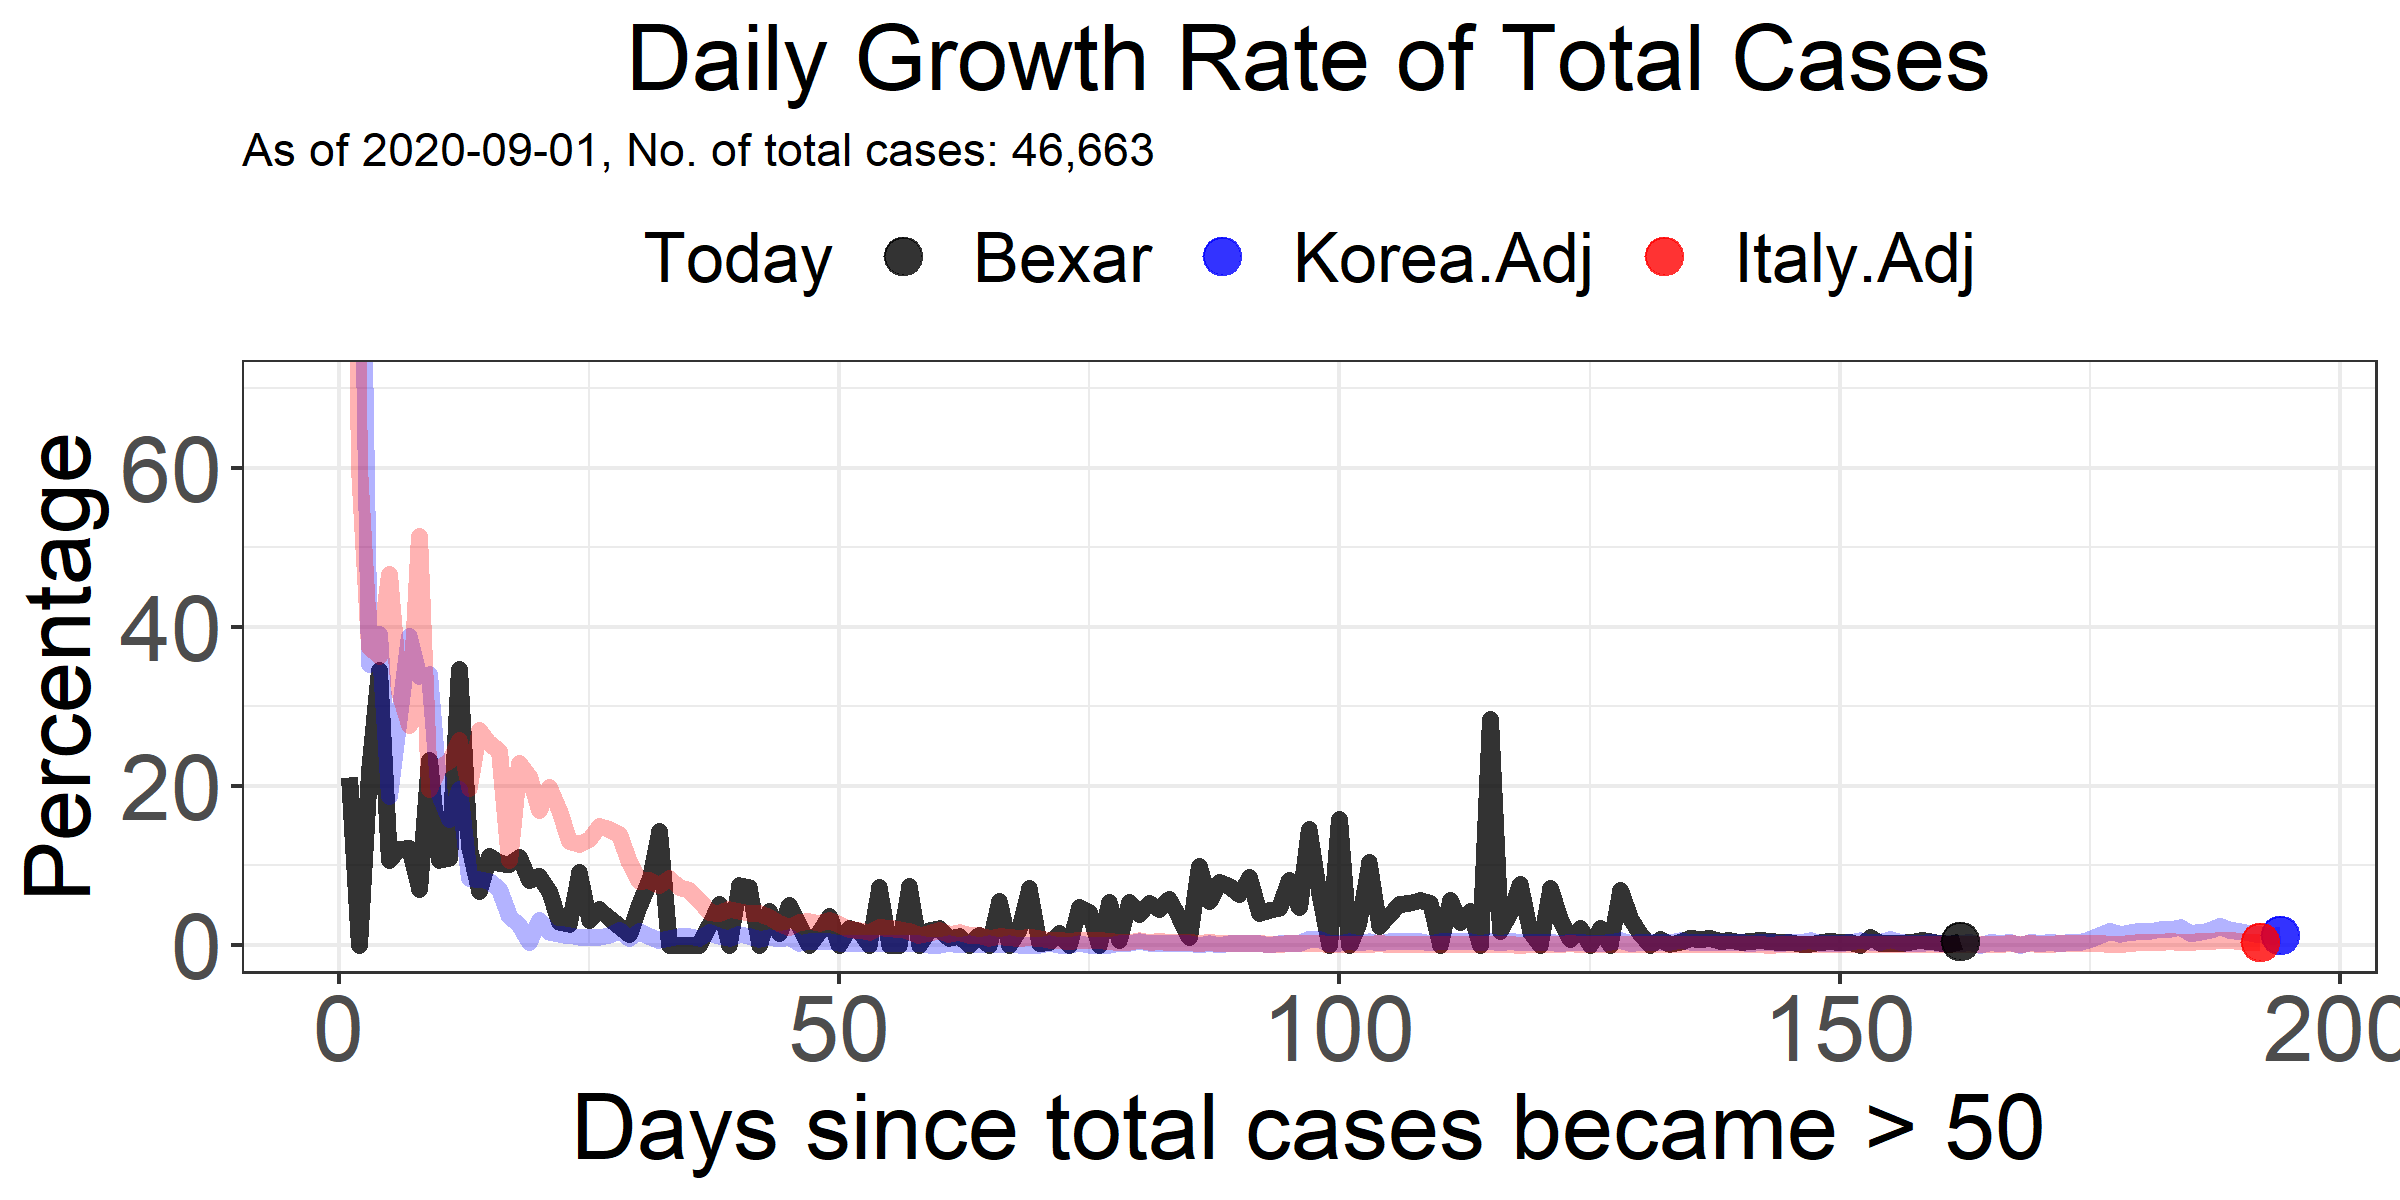 Daily Growth Rate of Total Cases
As of 2020-09-01, No. of total cases: 46,663
Today Bexar Korea.Adj Italy.Adj
Percentage
60
40
20
0
0 50 100 150 200
Days since total cases became > 50